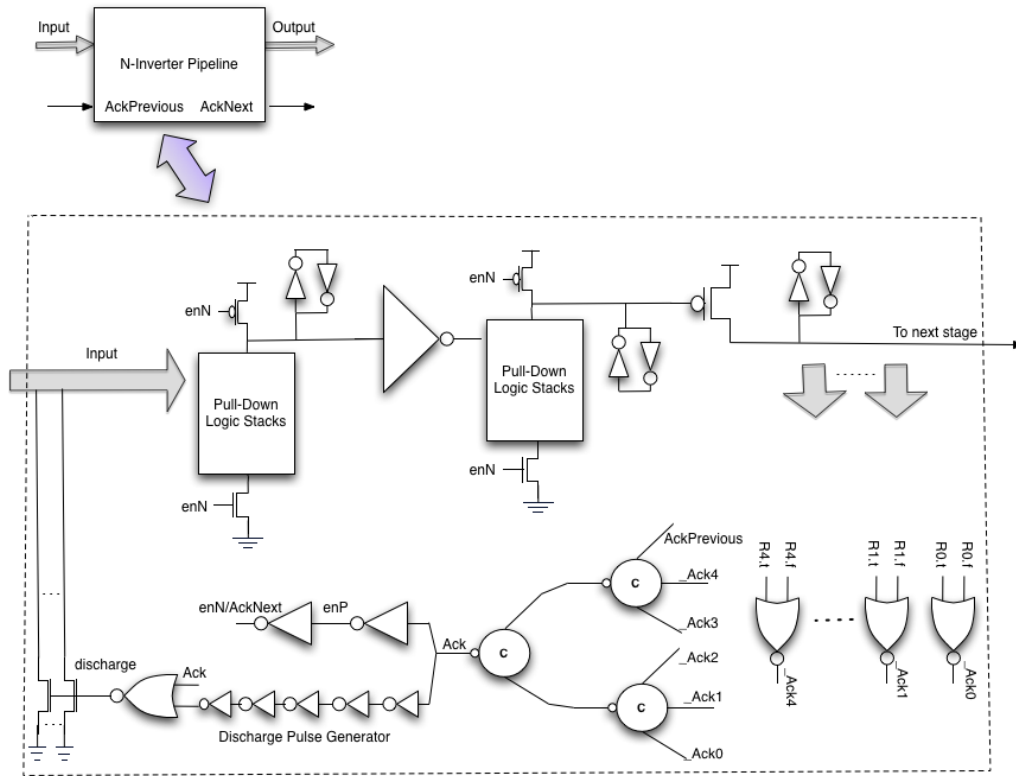 Input
Output
N-Inverter Pipeline
AckPrevious
AckNext
enN
enN
To next stage
Input
Pull-Down
Logic Stacks
Pull-Down
Logic Stacks
enN
enN
AckPrevious
C
_Ack4
_Ack3
R4.t
R4.f
R1.t
R1.f
R0.t
R0.f
enN/AckNext
enP
Ack
C
_Ack2
C
_Ack1
_Ack0
_Ack4
_Ack1
_Ack0
discharge
Ack
Discharge Pulse Generator